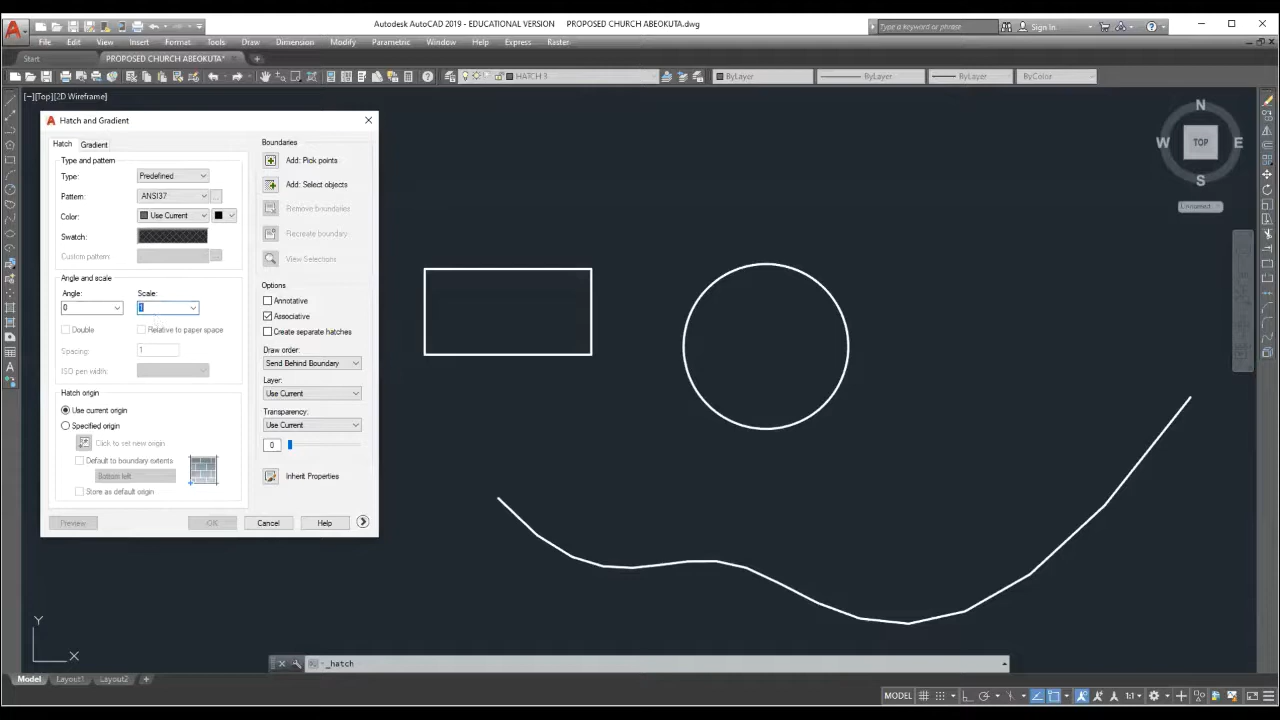 Autodesk AutoCAD 2019 - EDUCATIONAL VERSION PROPOSED CHURCH ABEOKUTA.dwg
Type a keyword or phrase
Sign In
File Edit View Insert Format Tools Draw Dimension Modify Parametric Window Help Express Raster
Start
PROPOSED CHURCH ABEOKUTA*
HATCH 3
ByLayer
ByLayer
ByLayer
ByColor
[−][Top][2D Wireframe]
Hatch and Gradient
Hatch
Gradient
Type and pattern
Type:
Predefined
Pattern:
ANSI37
Color:
Use Current
Swatch:
Custom pattern:
Angle and scale
Angle:
Scale:
0
1
Double
Relative to paper space
Spacing:
1
ISO pen width:
Hatch origin
Use current origin
Specified origin
Click to set new origin
Default to boundary extents
Bottom left
Store as default origin
Boundaries
Add: Pick points
Add: Select objects
Remove boundaries
Recreate boundary
View Selections
Options
Annotative
Associative
Create separate hatches
Draw order:
Send Behind Boundary
Layer:
Use Current
Transparency:
Use Current
0
Inherit Properties
Preview
OK
Cancel
Help
N
W
TOP
E
S
Unnamed
Y
X
_hatch
Model
Layout1
Layout2
MODEL
1:1